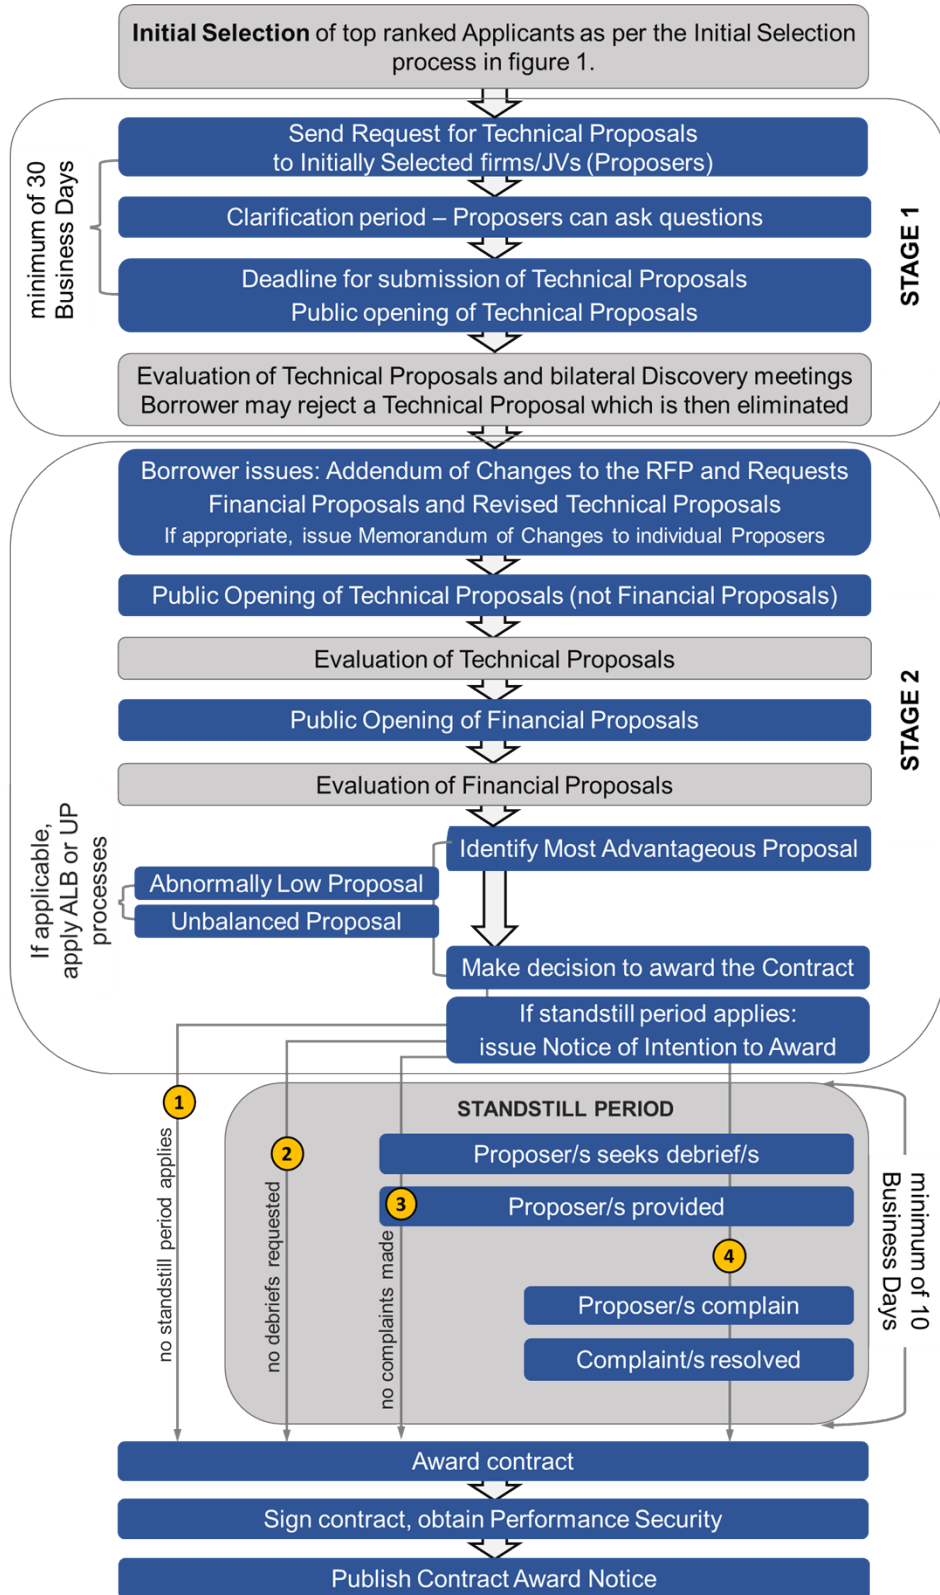 Initial Selection of top ranked Applicants as per the Initial Selection
process in figure 1.
Send Request for Technical Proposals
to Initially Selected firms/JVs (Proposers)
Clarification period – Proposers can ask questions
Deadline for submission of Technical Proposals
Public opening of Technical Proposals
minimum of 30
Business Days
STAGE 1
Evaluation of Technical Proposals and bilateral Discovery meetings
Borrower may reject a Technical Proposal which is then eliminated
Borrower issues: Addendum of Changes to the RFP and Requests
Financial Proposals and Revised Technical Proposals
If appropriate, issue Memorandum of Changes to individual Proposers
Public Opening of Technical Proposals (not Financial Proposals)
Evaluation of Technical Proposals
STAGE 2
Public Opening of Financial Proposals
Evaluation of Financial Proposals
Identify Most Advantageous Proposal
If applicable,
apply ALB or UP
processes
Abnormally Low Proposal
Unbalanced Proposal
Make decision to award the Contract
If standstill period applies:
issue Notice of Intention to Award
STANDSTILL PERIOD
1
no standstill period applies
2
no debriefs requested
3
no complaints made
Proposer/s seeks debrief/s
Proposer/s provided
4
Proposer/s complain
Complaint/s resolved
minimum of 10
Business Days
Award contract
Sign contract, obtain Performance Security
Publish Contract Award Notice